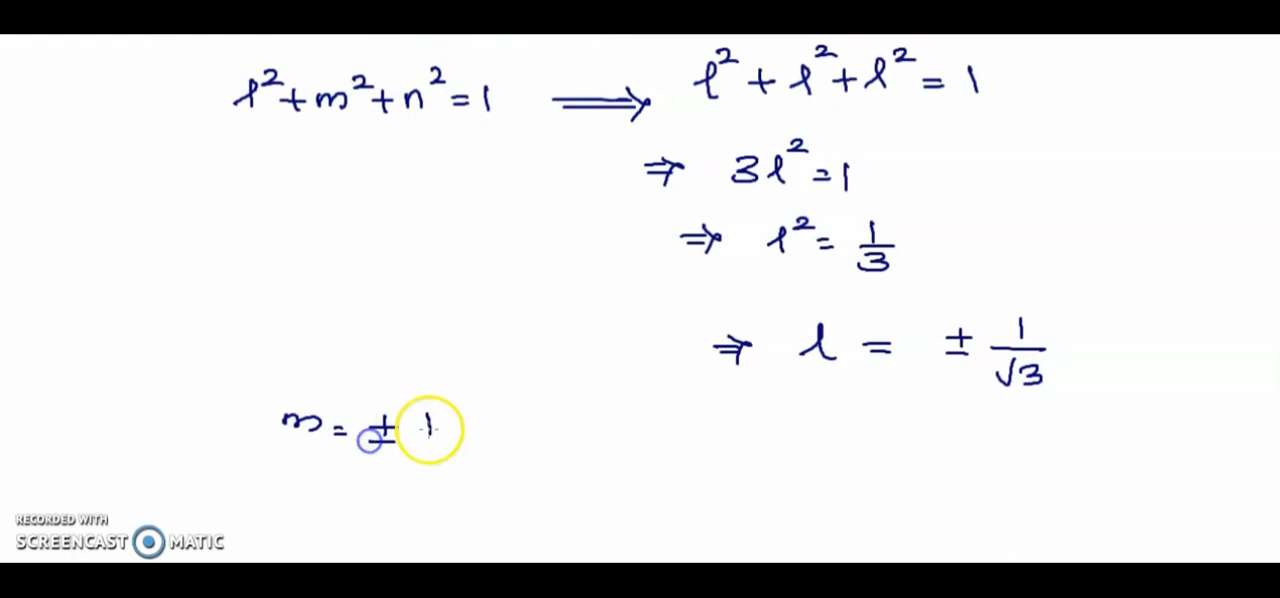 l² + m² + n² = 1 ⟹ l² + l² + l² = 1
⇒ 3l² = 1
⇒ l² = 1/3
⇒ l = ± 1/√3
m = ± 1
RECORDED WITH
SCREENCAST MATIC